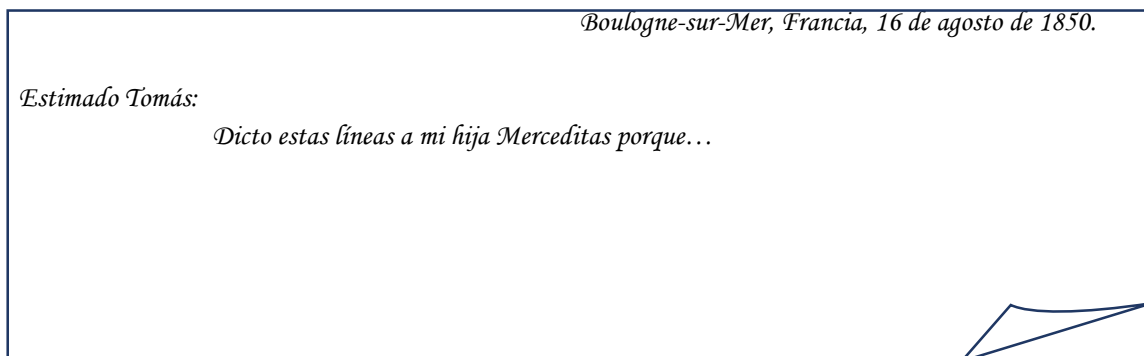 Boulogne-sur-Mer, Francia, 16 de agosto de 1850.
Estimado Tomás:
Dicto estas líneas a mi hija Merceditas porque…